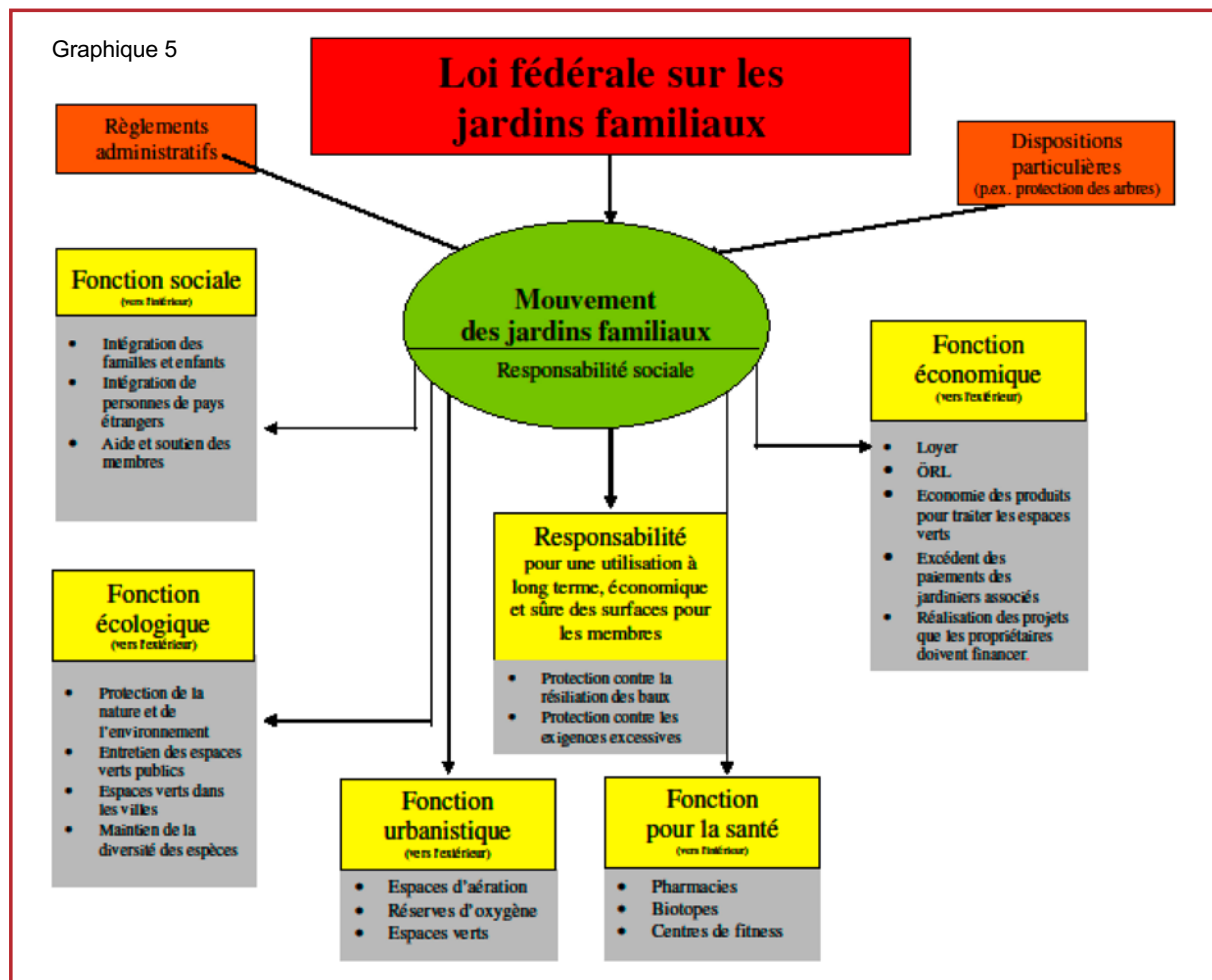 Graphique 5
Loi fédérale sur les
jardins familiaux
Règlements
administratifs
Dispositions
particulières
(p.ex. protection des arbres)
Mouvement
des jardins familiaux
Responsabilité sociale
Fonction sociale
(vers l'intérieur)
• Intégration des
familles et enfants
• Intégration de
personnes de pays
étrangers
• Aide et soutien des
membres
Fonction
économique
(vers l'extérieur)
• Loyer
• ÖRL
• Economie des produits
pour traiter les espaces
verts
• Excédent des
paiements des
jardiniers associés
• Réalisation des projets
que les propriétaires
doivent financer.
Responsabilité
pour une utilisation à
long terme, économique
et sûre des surfaces pour
les membres
• Protection contre la
résiliation des baux
• Protection contre les
exigences excessives
Fonction
écologique
(vers l'extérieur)
• Protection de la
nature et de
l'environnement
• Entretien des espaces
verts publics
• Espaces verts dans
les villes
• Maintien de la
diversité des espèces
Fonction
urbanistique
(vers l'extérieur)
• Espaces d'aération
• Réserves d'oxygène
• Espaces verts
Fonction
pour la santé
(vers l'intérieur)
• Pharmacies
• Biotopes
• Centres de fitness